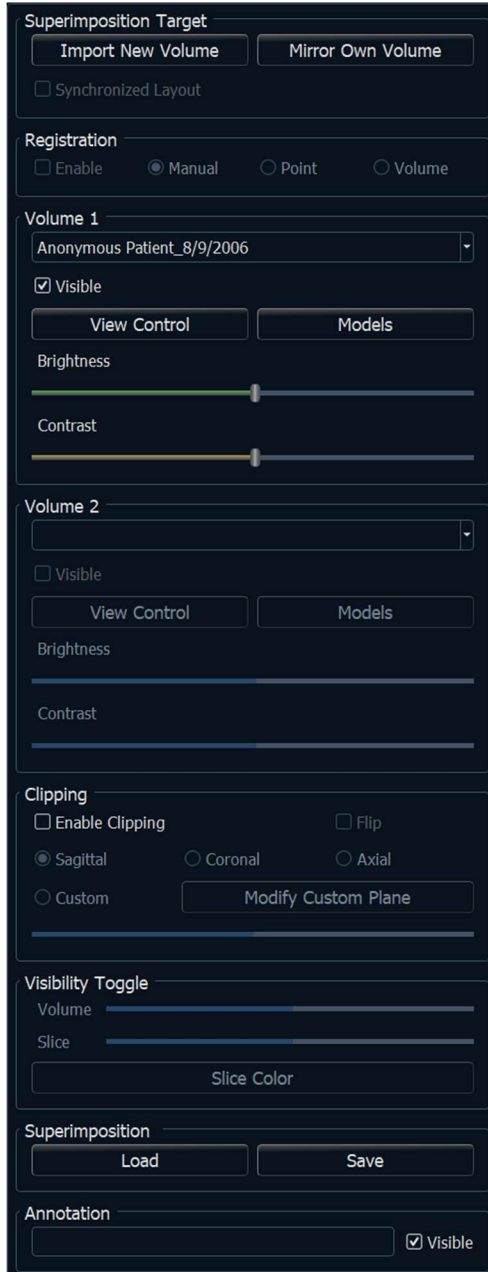 Superimposition Target
Import New Volume Mirror Own Volume
Synchronized Layout
Registration
Enable Manual Point Volume
Volume 1
Anonymous Patient_8/9/2006
Visible
View Control Models
Brightness
Contrast
Volume 2
Visible
View Control Models
Brightness
Contrast
Clipping
Enable Clipping Flip
Sagittal Coronal Axial
Custom Modify Custom Plane
Visibility Toggle
Volume
Slice
Slice Color
Superimposition
Load Save
Annotation
Visible